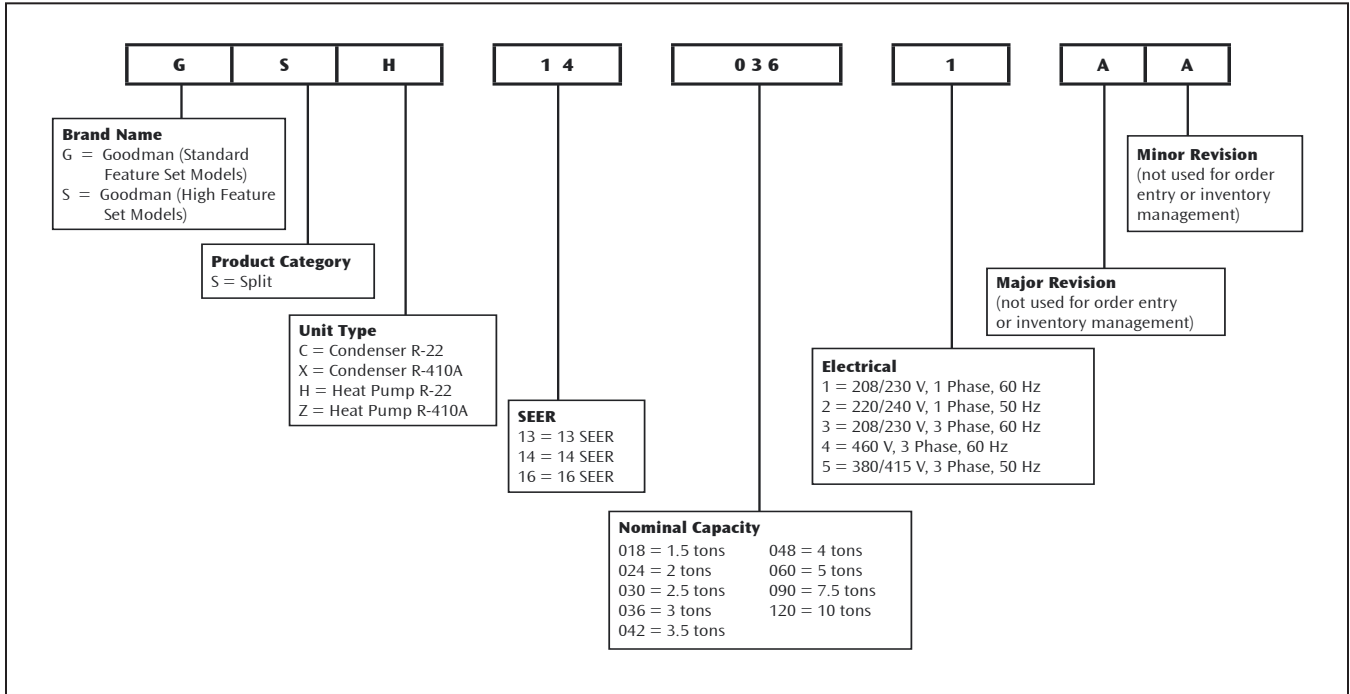 G S H 1 4 0 3 6 1 A A
Brand Name
G = Goodman (Standard
Feature Set Models)
S = Goodman (High Feature
Set Models)
Product Category
S = Split
Unit Type
C = Condenser R-22
X = Condenser R-410A
H = Heat Pump R-22
Z = Heat Pump R-410A
SEER
13 = 13 SEER
14 = 14 SEER
16 = 16 SEER
Nominal Capacity
018 = 1.5 tons 048 = 4 tons
024 = 2 tons 060 = 5 tons
030 = 2.5 tons 090 = 7.5 tons
036 = 3 tons 120 = 10 tons
042 = 3.5 tons
Electrical
1 = 208/230 V, 1 Phase, 60 Hz
2 = 220/240 V, 1 Phase, 50 Hz
3 = 208/230 V, 3 Phase, 60 Hz
4 = 460 V, 3 Phase, 60 Hz
5 = 380/415 V, 3 Phase, 50 Hz
Major Revision
(not used for order entry
or inventory management)
Minor Revision
(not used for order
entry or inventory
management)